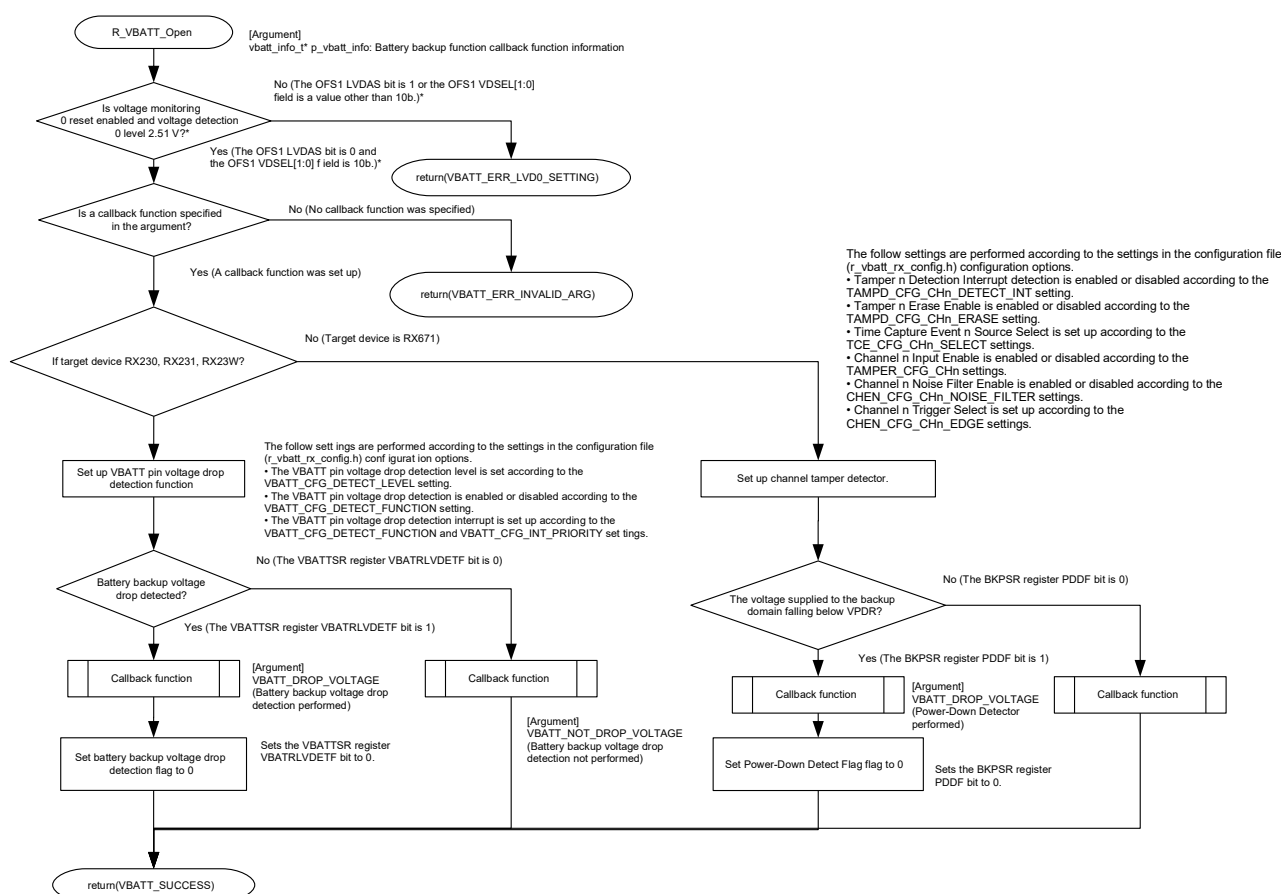 R_VBATT_Open
[Argument]
vbatt_info_t* p_vbatt_info: Battery backup function callback function information
No (The OFS1 LVDAS bit is 1 or the OFS1 VDSEL[1:0]
field is a value other than 10b.)*
Is voltage monitoring
0 reset enabled and voltage detection
0 level 2.51 V?*
Yes (The OFS1 LVDAS bit is 0 and
the OFS1 VDSEL[1:0] f ield is 10b.)*
return(VBATT_ERR_LVD0_SETTING)
Is a callback function specified
in the argument?
No (No callback function was specified)
Yes (A callback function was set up)
return(VBATT_ERR_INVALID_ARG)
The follow settings are performed according to the settings in the configuration file
(r_vbatt_rx_config.h) configuration options.
• Tamper n Detection Interrupt detection is enabled or disabled according to the
TAMPD_CFG_CHn_DETECT_INT setting.
• Tamper n Erase Enable is enabled or disabled according to the
TAMPD_CFG_CHn_ERASE setting.
• Time Capture Event n Source Select is set up according to the
TCE_CFG_CHn_SELECT settings.
• Channel n Input Enable is enabled or disabled according to the
TAMPER_CFG_CHn settings.
• Channel n Noise Filter Enable is enabled or disabled according to the
CHEN_CFG_CHn_NOISE_FILTER settings.
• Channel n Trigger Select is set up according to the
CHEN_CFG_CHn_EDGE settings.
If target device RX230, RX231, RX23W?
No (Target device is RX671)
Set up VBATT pin voltage drop
detection function
The follow sett ings are performed according to the settings in the configuration file
(r_vbatt_rx_config.h) conf igurat ion options.
• The VBATT pin voltage drop detection level is set according to the
VBATT_CFG_DETECT_LEVEL setting.
• The VBATT pin voltage drop detection is enabled or disabled according to the
VBATT_CFG_DETECT_FUNCTION setting.
• The VBATT pin voltage drop detection interrupt is set up according to the
VBATT_CFG_DETECT_FUNCTION and VBATT_CFG_INT_PRIORITY set tings.
Set up channel tamper detector.
No (The VBATTSR register VBATRLVDETF bit is 0)
Battery backup voltage
drop detected?
Yes (The VBATTSR register VBATRLVDETF bit is 1)
No (The BKPSR register PDDF bit is 0)
The voltage supplied to the backup
domain falling below VPDR?
Yes (The BKPSR register PDDF bit is 1)
Callback function
[Argument]
VBATT_DROP_VOLTAGE
(Battery backup voltage drop
detection performed)
Callback function
[Argument]
VBATT_NOT_DROP_VOLTAGE
(Battery backup voltage drop
detection not performed)
Callback function
[Argument]
VBATT_DROP_VOLTAGE
(Power-Down Detector
performed)
Callback function
Set battery backup voltage drop
detection flag to 0
Sets the VBATTSR register
VBATRLVDETF bit to 0.
Set Power-Down Detect Flag flag to 0
Sets the BKPSR register
PDDF bit to 0.
return(VBATT_SUCCESS)